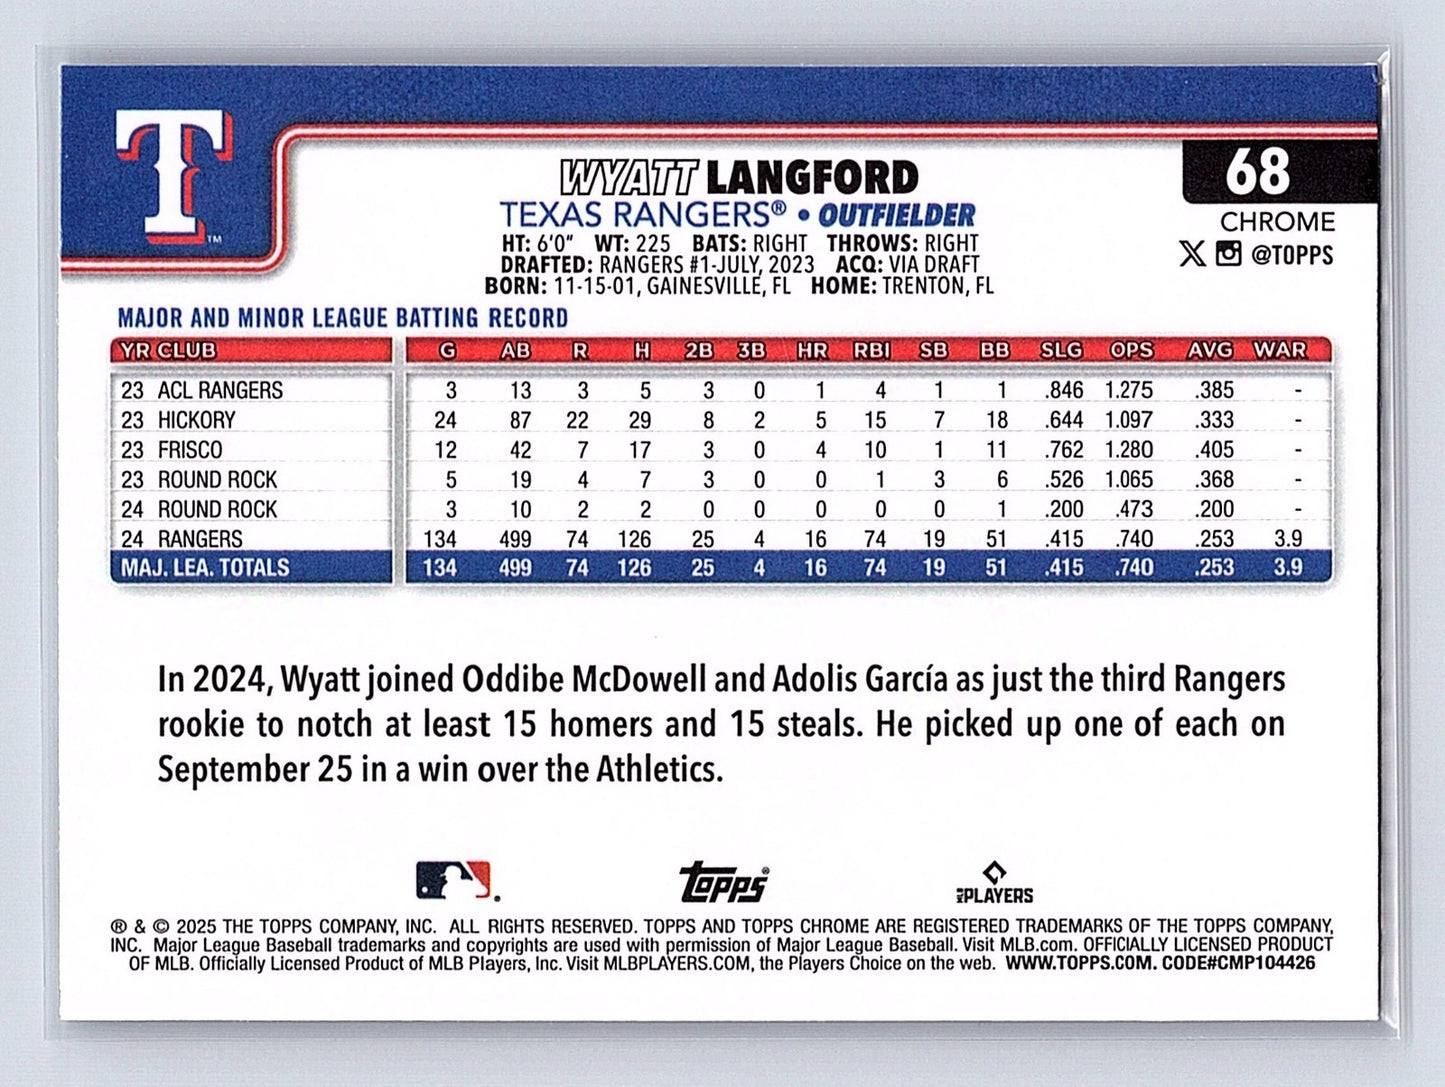 T™
68
WYATT LANGFORD
TEXAS RANGERS® • OUTFIELDER
CHROME
HT: 6'0" WT: 225 BATS: RIGHT THROWS: RIGHT
@TOPPS
DRAFTED: RANGERS #1-JULY, 2023 ACQ: VIA DRAFT
BORN: 11-15-01, GAINESVILLE, FL HOME: TRENTON, FL
MAJOR AND MINOR LEAGUE BATTING RECORD
YR CLUB G AB R H 2B 3B HR RBI SB BB SLG OPS AVG WAR
23 ACL RANGERS 3 13 3 5 3 0 1 4 1 1 .846 1.275 .385 -
23 HICKORY 24 87 22 29 8 2 5 15 7 18 .644 1.097 .333 -
23 FRISCO 12 42 7 17 3 0 4 10 1 11 .762 1.280 .405 -
23 ROUND ROCK 5 19 4 7 3 0 0 1 3 6 .526 1.065 .368 -
24 ROUND ROCK 3 10 2 2 0 0 0 0 0 1 .200 .473 .200 -
24 RANGERS 134 499 74 126 25 4 16 74 19 51 .415 .740 .253 3.9
MAJ. LEA. TOTALS 134 499 74 126 25 4 16 74 19 51 .415 .740 .253 3.9
In 2024, Wyatt joined Oddibe McDowell and Adolis García as just the third Rangers
rookie to notch at least 15 homers and 15 steals. He picked up one of each on
September 25 in a win over the Athletics.
Topps®
MLB PLAYERS
® & © 2025 THE TOPPS COMPANY, INC. ALL RIGHTS RESERVED. TOPPS AND TOPPS CHROME ARE REGISTERED TRADEMARKS OF THE TOPPS COMPANY,
INC. Major League Baseball trademarks and copyrights are used with permission of Major League Baseball. Visit MLB.com. OFFICIALLY LICENSED PRODUCT
OF MLB. Officially Licensed Product of MLB Players, Inc. Visit MLBPLAYERS.COM, the Players Choice on the web. WWW.TOPPS.COM. CODE#CMP104426